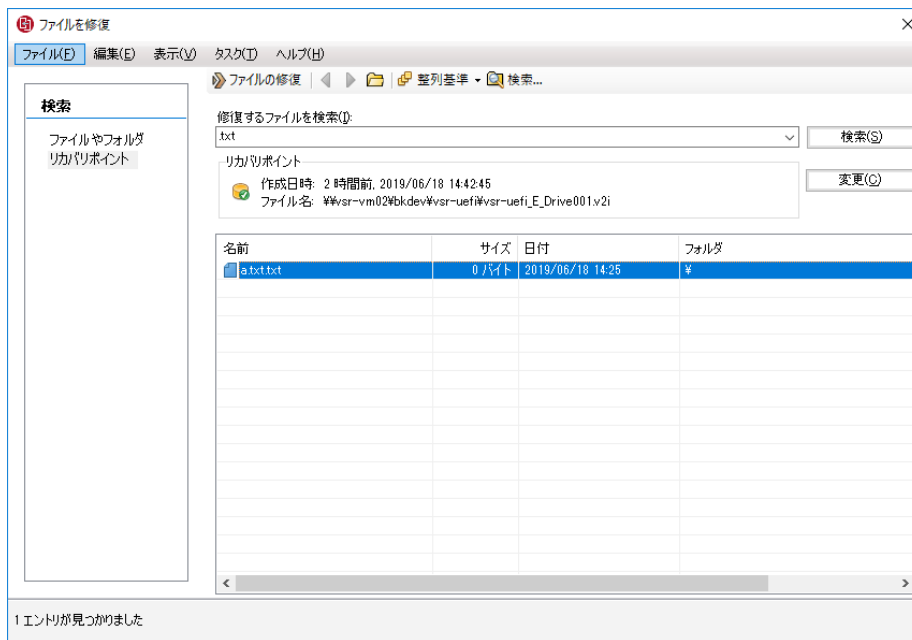 ファイルを修復
ファイル(F) 編集(E) 表示(V) タスク(T) ヘルプ(H)
ファイルの修復 整列基準 検索...
検索
ファイルやフォルダ
リカバリポイント
修復するファイルを検索(I):
.txt
検索(S)
リカバリポイント
作成日時: 2 時間前, 2019/06/18 14:42:45
ファイル名: ¥¥vsr-vm02¥bkdev¥vsr-uefi¥vsr-uefi_E_Drive001.v2i
変更(C)
名前 サイズ 日付 フォルダ
a.txt.txt 0 バイト 2019/06/18 14:25 ¥
1 エントリが見つかりました